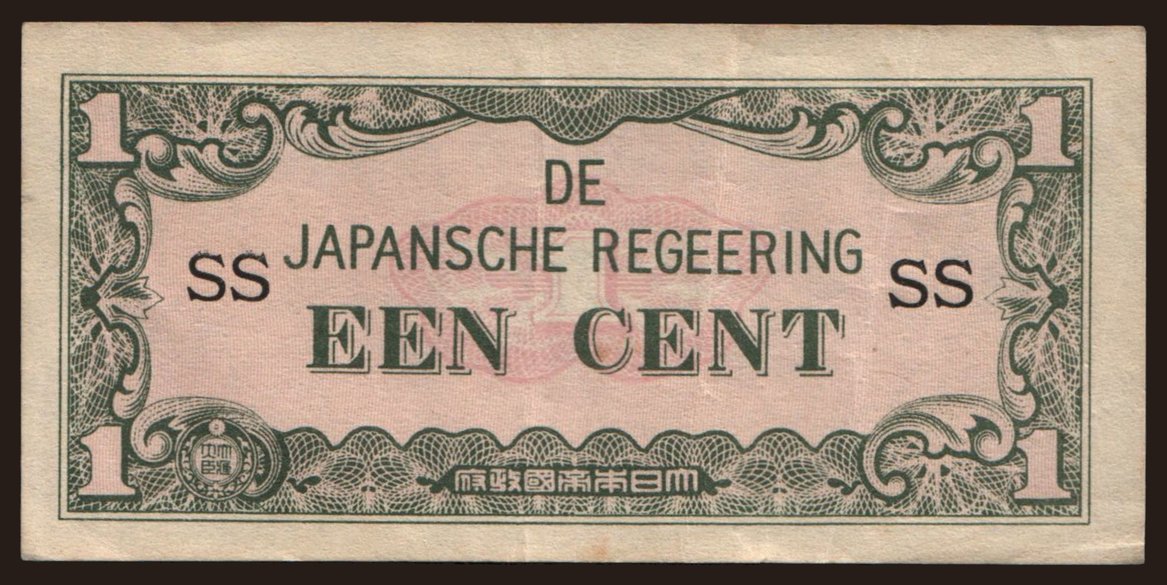 1 1
DE
JAPANSCHE REGEERING
SS SS
EEN CENT
1 1
府政國帝本日大